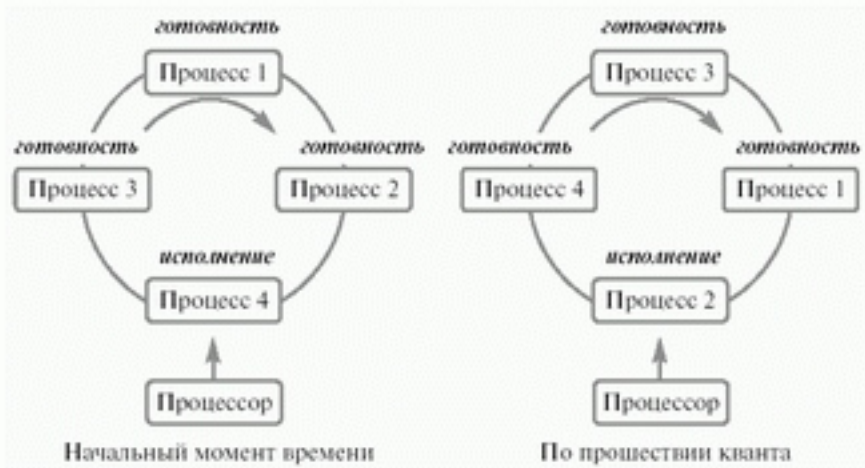 готовность
Процесс 1
готовность
Процесс 3
готовность
Процесс 2
исполнение
Процесс 4
Процессор
Начальный момент времени
готовность
Процесс 3
готовность
Процесс 4
готовность
Процесс 1
исполнение
Процесс 2
Процессор
По прошествии кванта